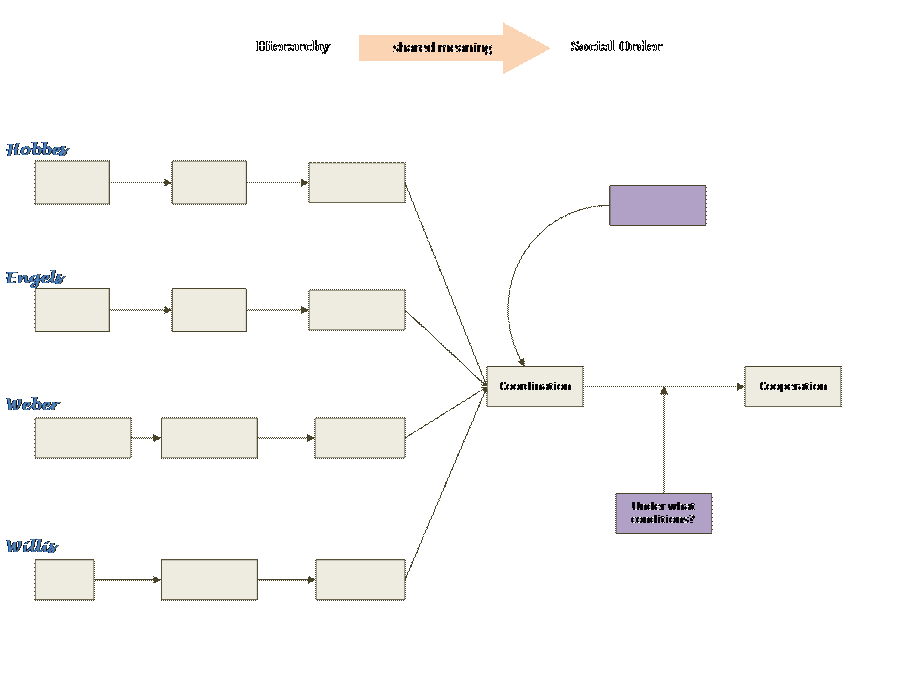 Hierarchy
shared meaning
Social Order
Hobbes
Engels
Coordination
Cooperation
Weber
Under what
conditions?
Willis